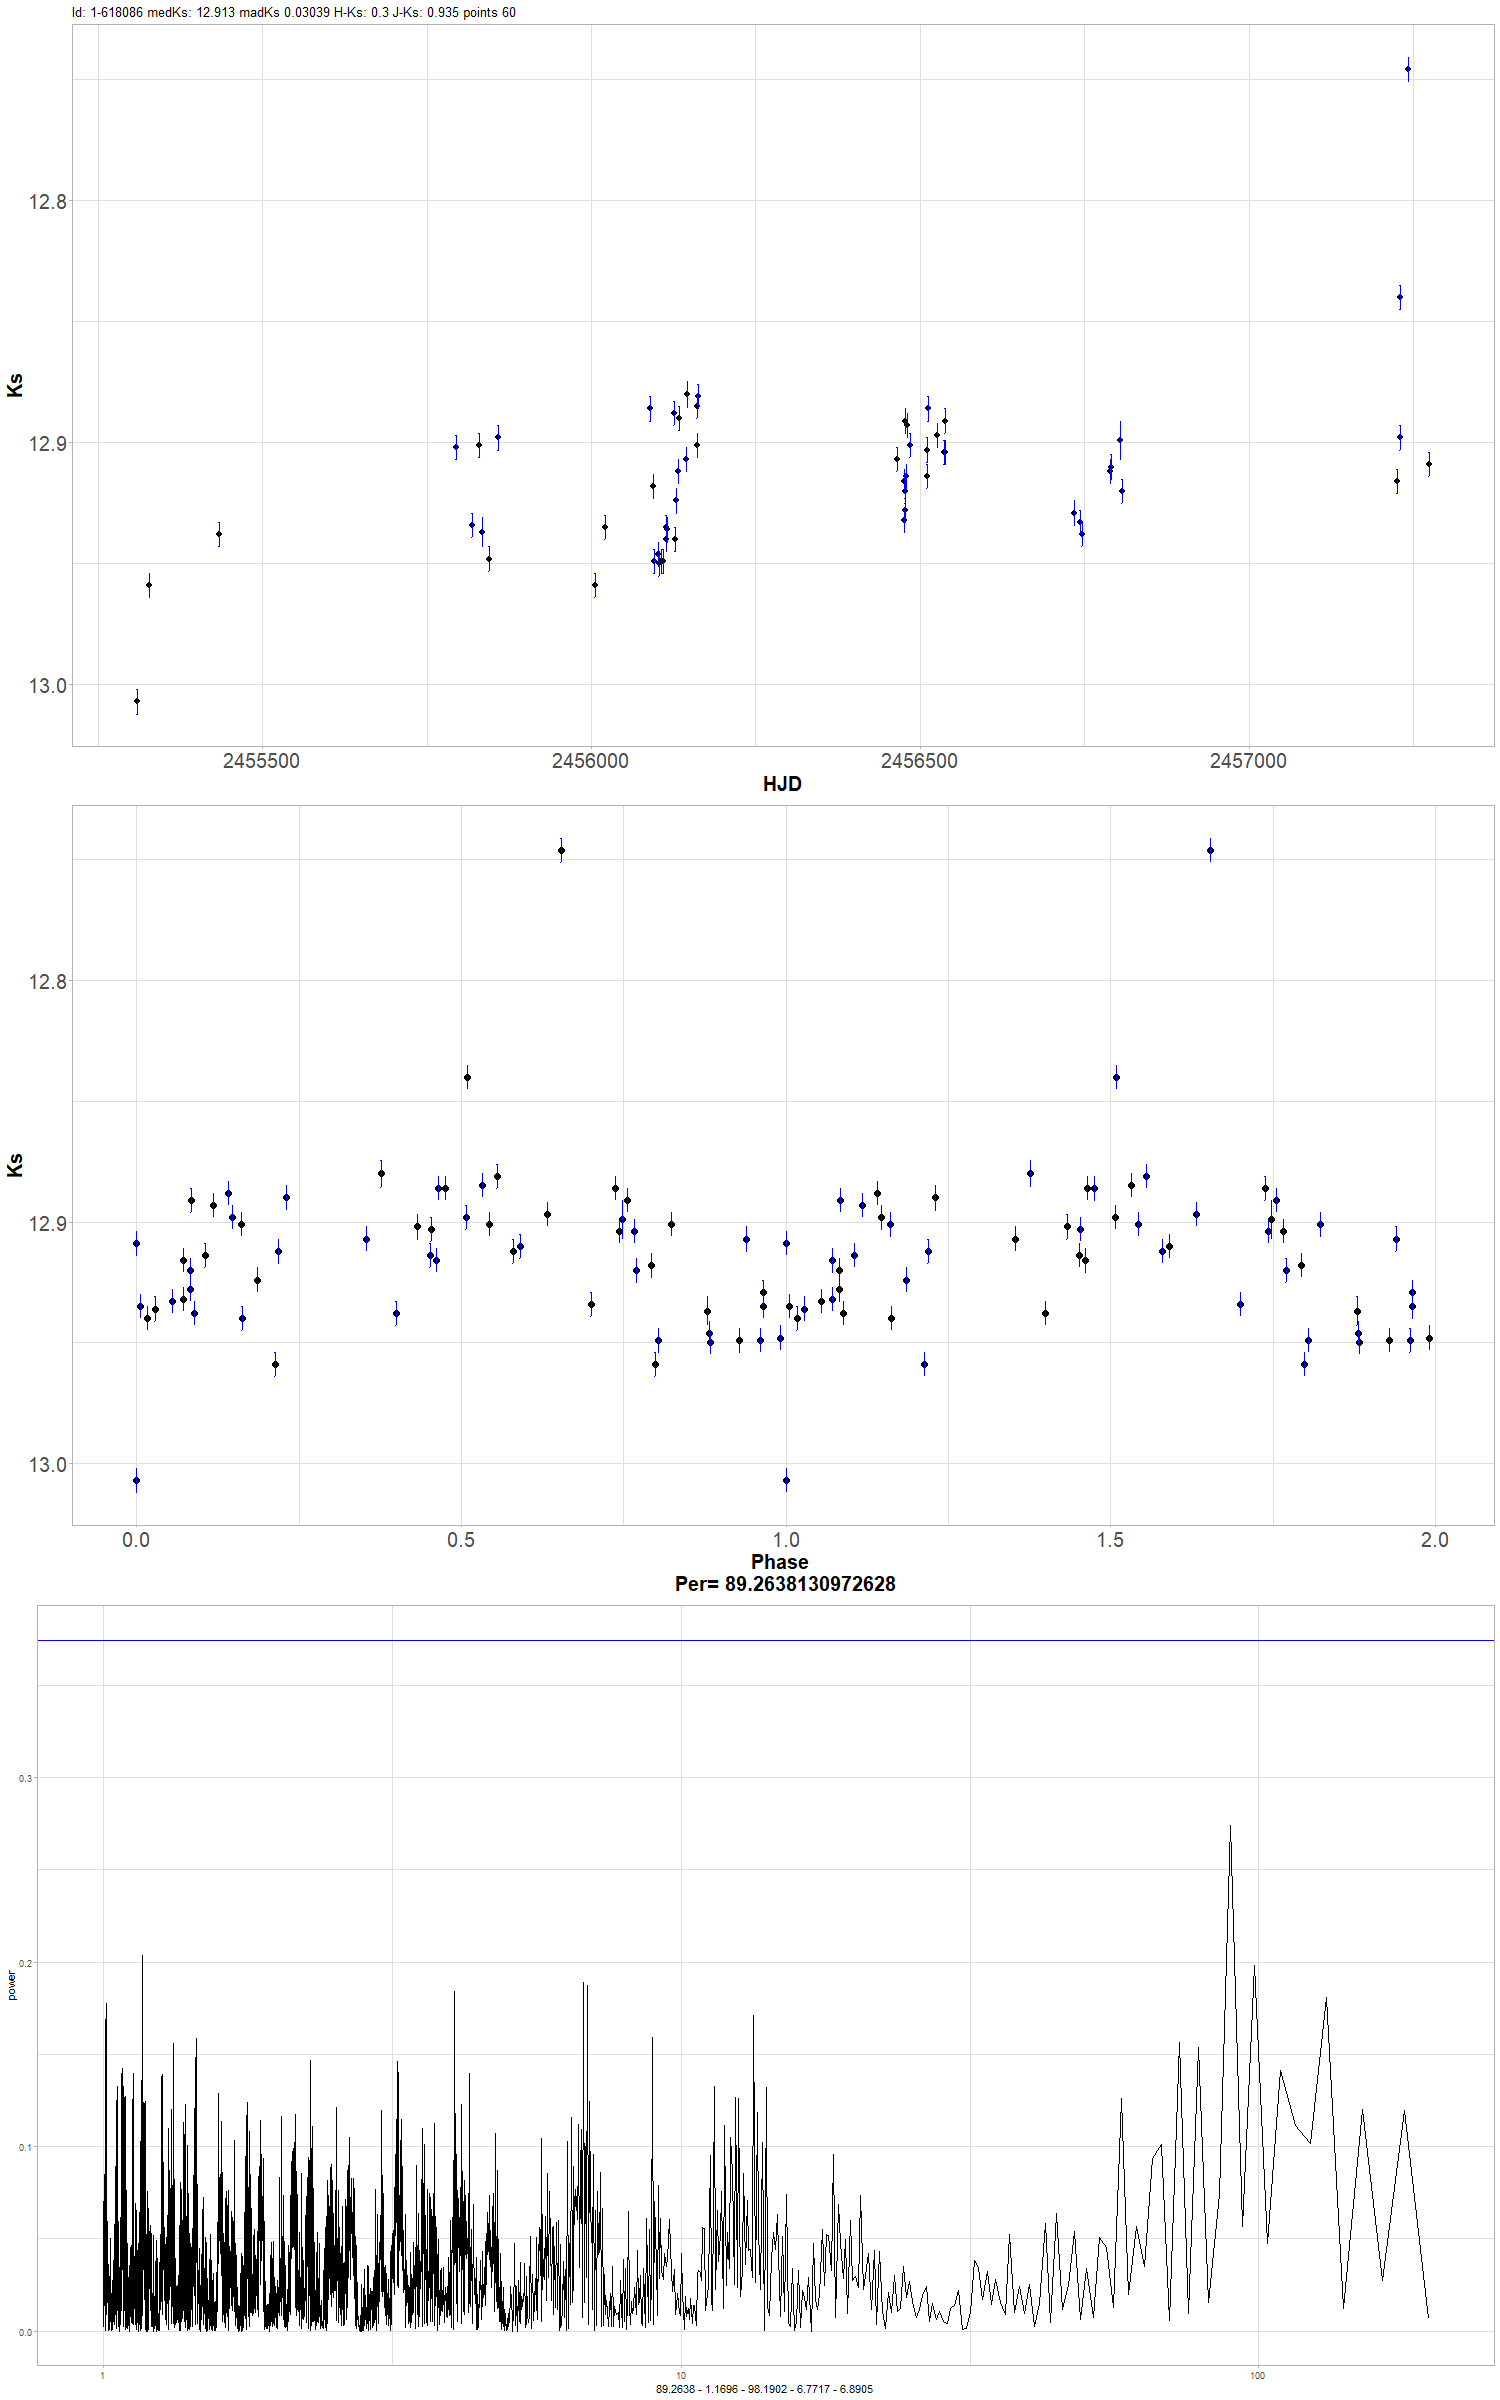 Id: 1-618086 medKs: 12.913 madKs 0.03039 H-Ks: 0.3 J-Ks: 0.935 points 60
12.8
12.9
13.0
Ks
2455500 2456000 2456500 2457000
HJD
12.8
12.9
13.0
Ks
0.0 0.5 1.0 1.5 2.0
Phase
Per= 89.2638130972628
0.3
0.2
0.1
0.0
power
1 10 100
89.2638 - 1.1696 - 98.1902 - 6.7717 - 6.8905